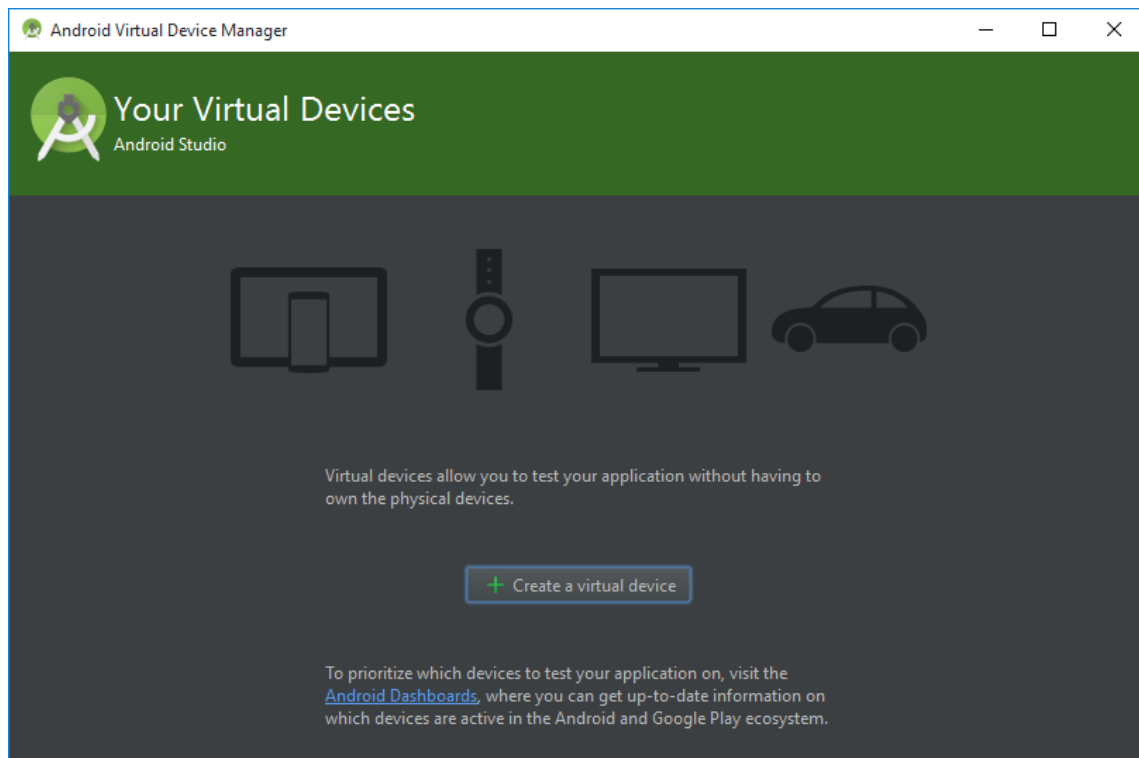 Android Virtual Device Manager
Your Virtual Devices
Android Studio
Virtual devices allow you to test your application without having to
own the physical devices.
Create a virtual device
To prioritize which devices to test your application on, visit the
Android Dashboards, where you can get up-to-date information on
which devices are active in the Android and Google Play ecosystem.